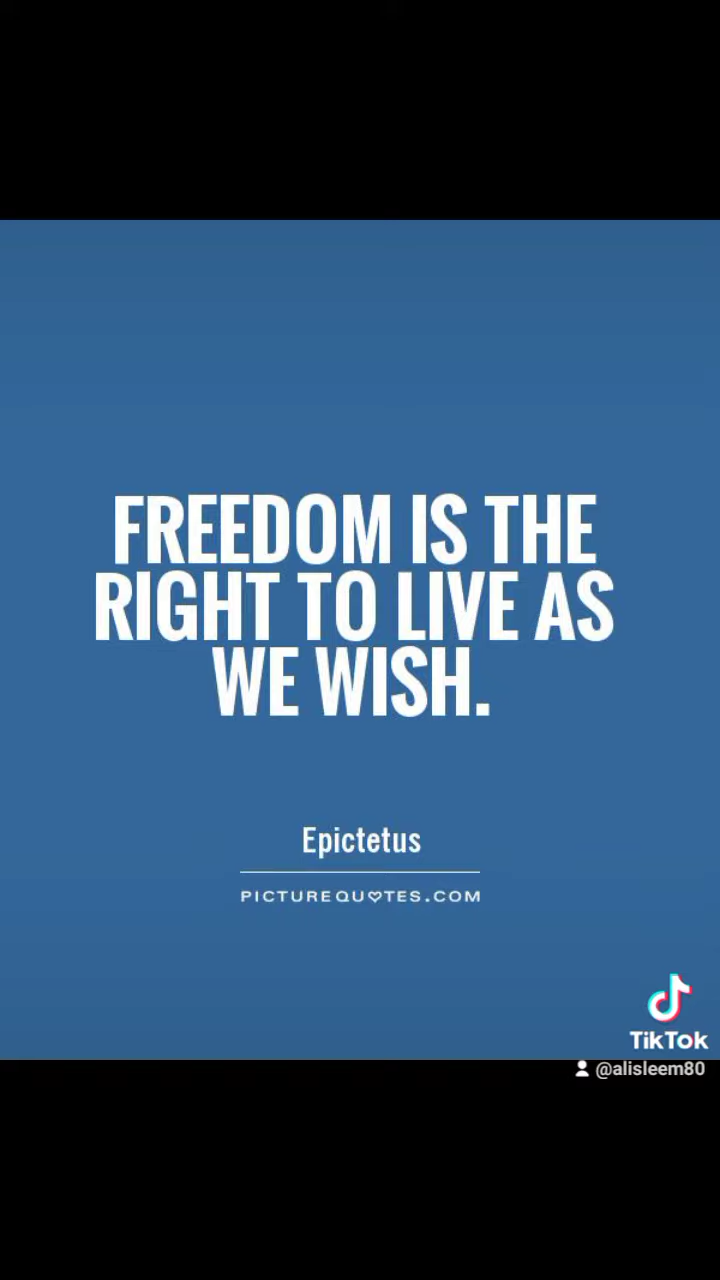 FREEDOM IS THE
RIGHT TO LIVE AS
WE WISH.
Epictetus
PICTUREQUOTES.COM
TikTok
@alisleem80